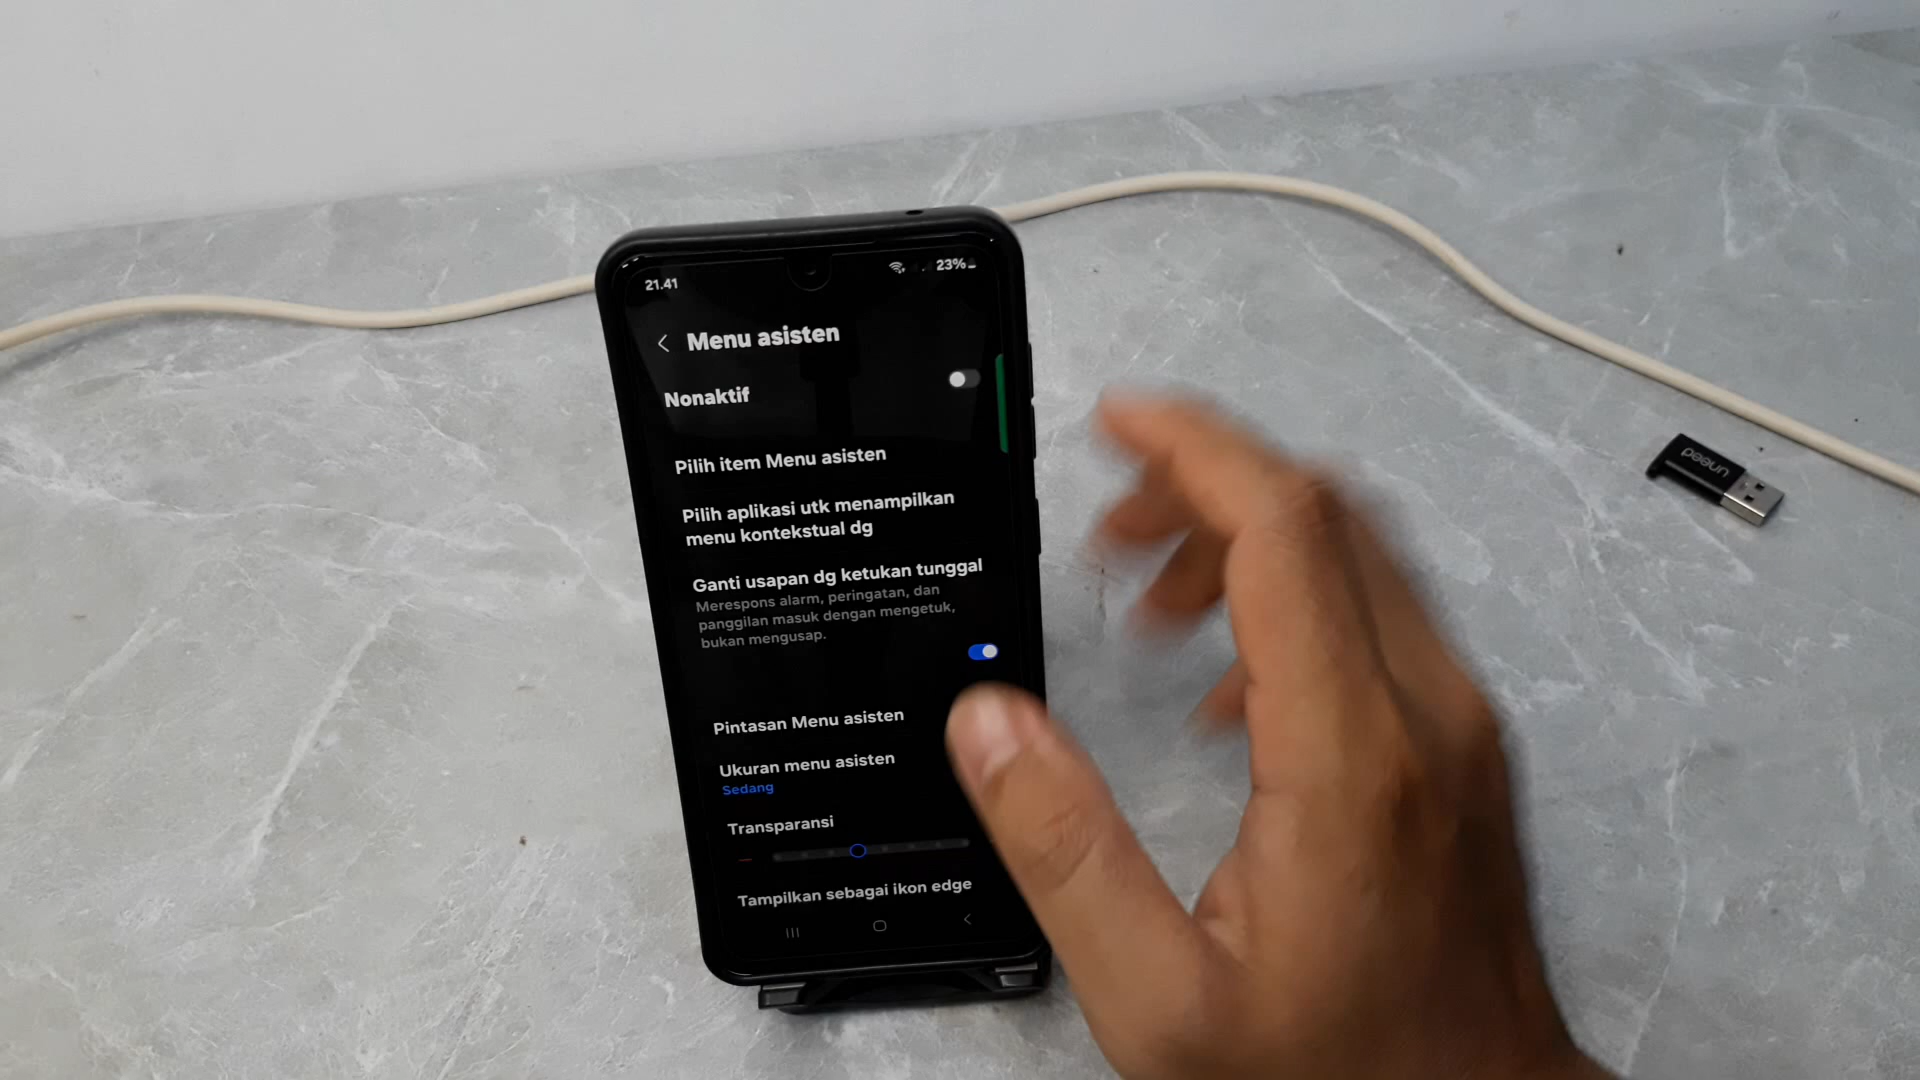 21.41
23%
Menu asisten
Nonaktif
Pilih item Menu asisten
Pilih aplikasi utk menampilkan
menu kontekstual dg
Ganti usapan dg ketukan tunggal
Merespons alarm, peringatan, dan
panggilan masuk dengan mengetuk,
bukan mengusap.
Pintasan Menu asisten
Ukuran menu asisten
Sedang
Transparansi
Tampilkan sebagai ikon edge
uneed